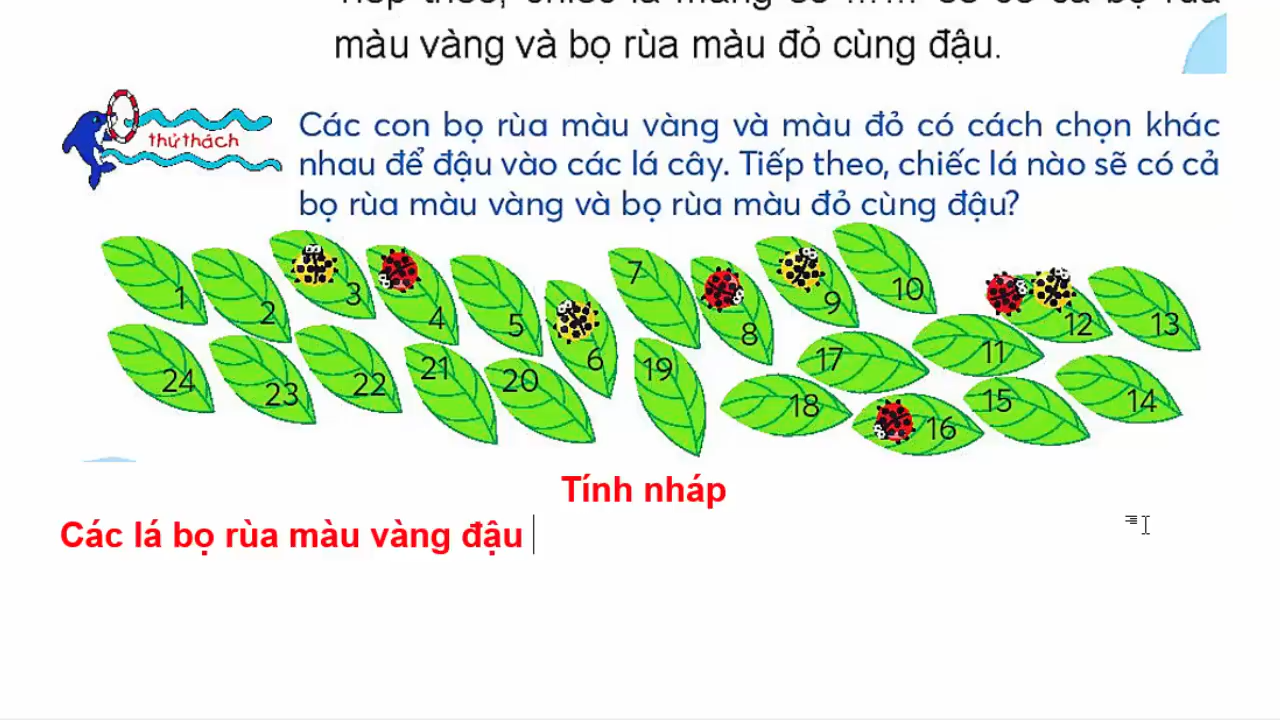 màu vàng và bọ rùa màu đỏ cùng đậu.
thử thách
Các con bọ rùa màu vàng và màu đỏ có cách chọn khác
nhau để đậu vào các lá cây. Tiếp theo, chiếc lá nào sẽ có cả
bọ rùa màu vàng và bọ rùa màu đỏ cùng đậu?
1 2 3 4 5 6 7 8 9 10 11 12 13
24 23 22 21 20 19 18 17 16 15 14
Tính nháp
Các lá bọ rùa màu vàng đậu